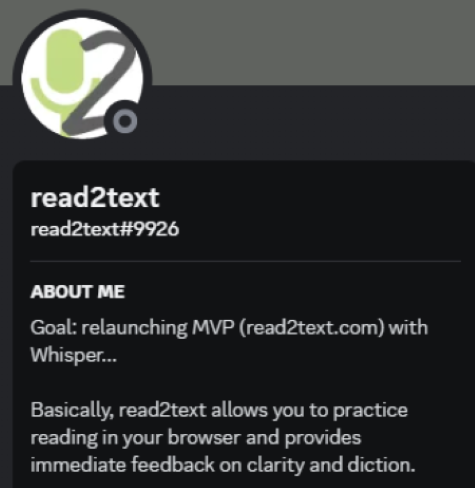 2
read2text
read2text#9926
ABOUT ME
Goal: relaunching MVP (read2text.com) with
Whisper...
Basically, read2text allows you to practice
reading in your browser and provides
immediate feedback on clarity and diction.